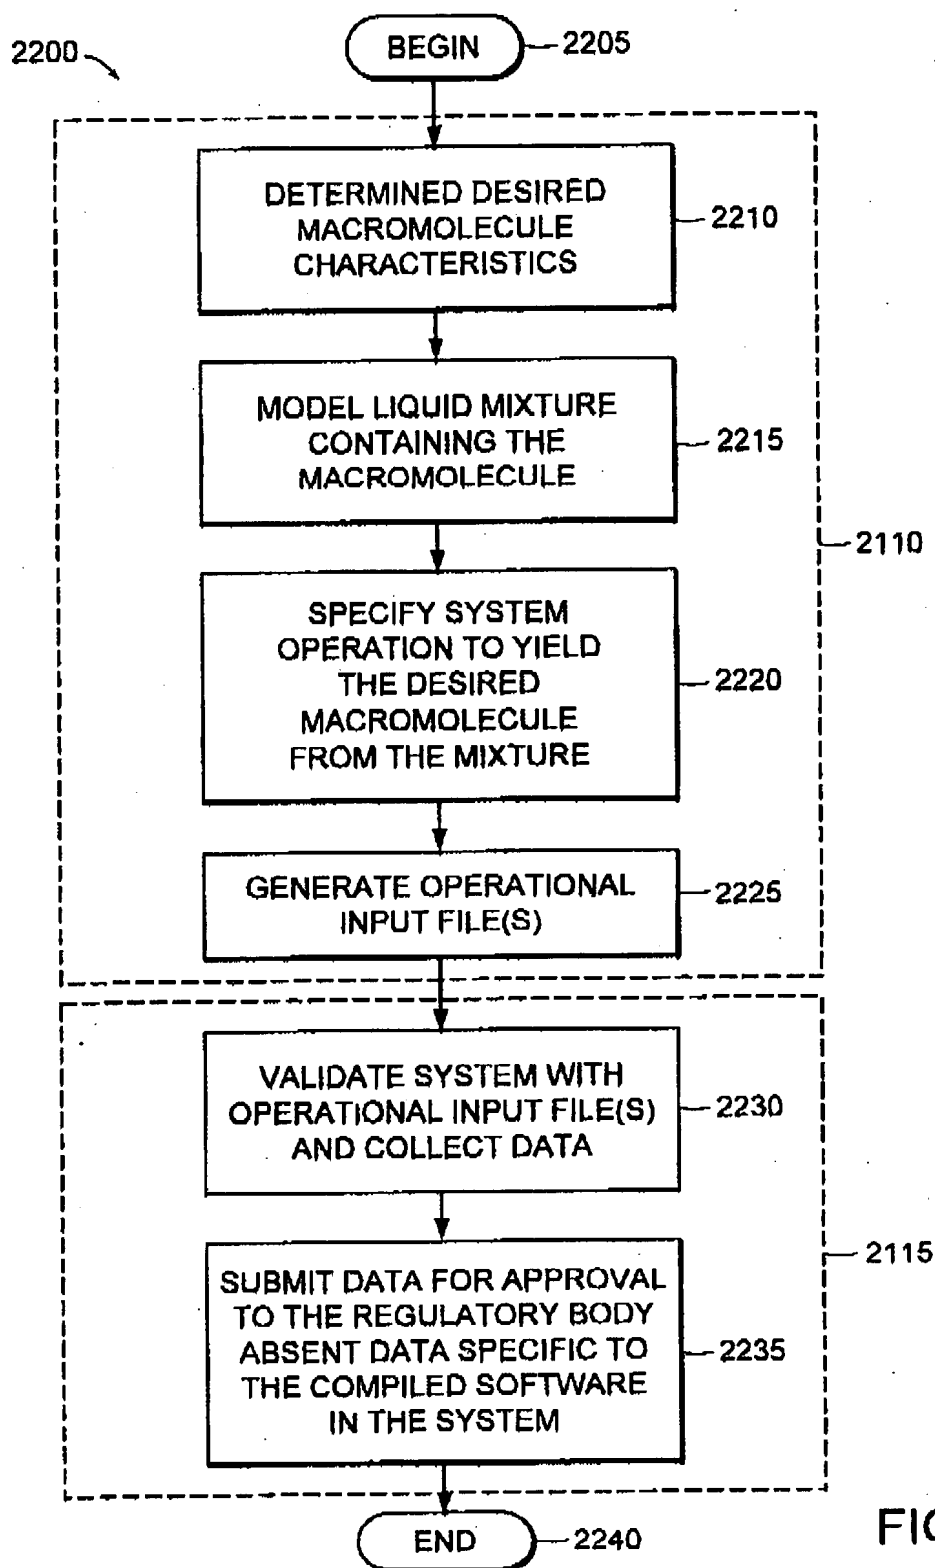 2200
BEGIN
2205
DETERMINED DESIRED
MACROMOLECULE
CHARACTERISTICS
2210
MODEL LIQUID MIXTURE
CONTAINING THE
MACROMOLECULE
2215
2110
SPECIFY SYSTEM
OPERATION TO YIELD
THE DESIRED
MACROMOLECULE
FROM THE MIXTURE
2220
GENERATE OPERATIONAL
INPUT FILE(S)
2225
VALIDATE SYSTEM WITH
OPERATIONAL INPUT FILE(S)
AND COLLECT DATA
2230
2115
SUBMIT DATA FOR APPROVAL
TO THE REGULATORY BODY
ABSENT DATA SPECIFIC TO
THE COMPILED SOFTWARE
IN THE SYSTEM
2235
END
2240
FIG